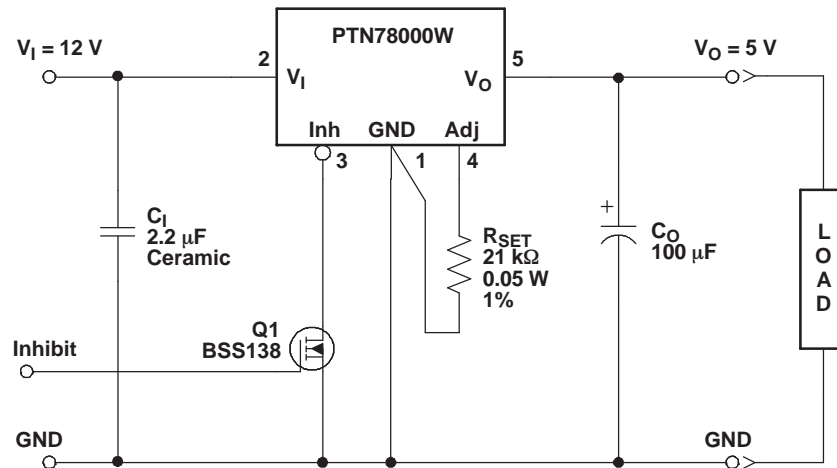 PTN78000W
V_I = 12 V
2
V_I
V_O
5
V_O = 5 V
Inh
GND
Adj
3
1
4
C_I
2.2 μF
Ceramic
R_SET
21 kΩ
0.05 W
1%
+
C_O
100 μF
L
O
A
D
Q1
BSS138
Inhibit
GND
GND